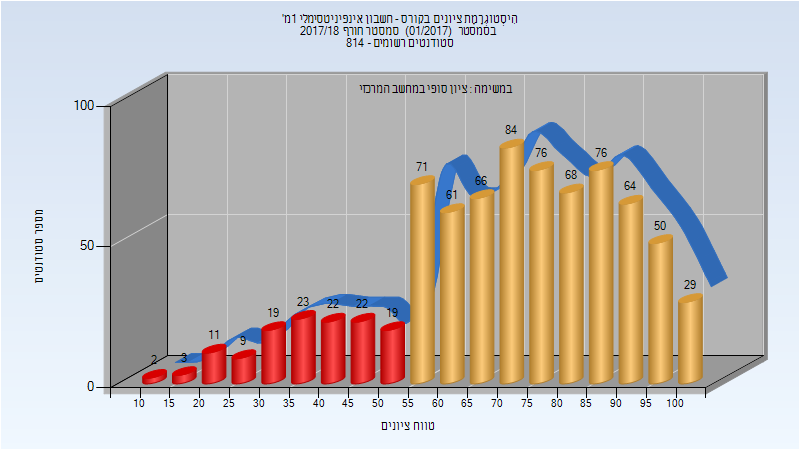 היסטוגרמת ציונים בקורס - חשבון אינפיניטסימלי 1מ'
בסמסטר (01/2017) סמסטר חורף 2017/18
סטודנטים רשומים - 814
במשימה : ציון סופי במחשב המרכזי
מספר סטודנטים
100
50
0
2 3 11 9 19 23 22 22 19 71 61 66 84 76 68 76 64 50 29
10 15 20 25 30 35 40 45 50 55 60 65 70 75 80 85 90 95 100
טווח ציונים